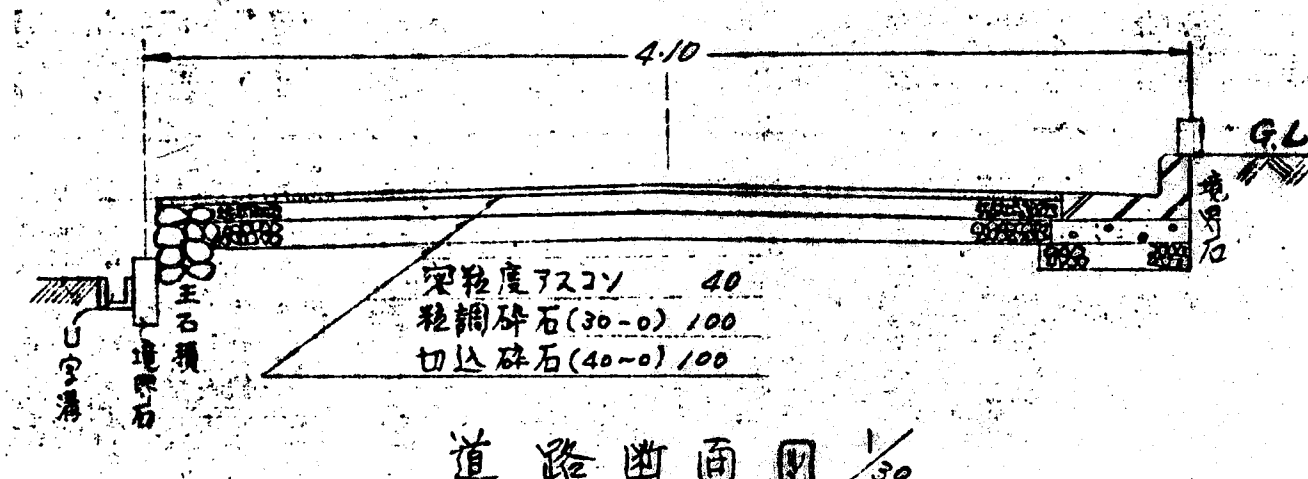 4.10
G.L
境界石
密粒度アスコン 40
粒調砕石(30-0) 100
切込砕石(40~0) 100
玉石積
境界石
U字溝
道路断面図 1/30